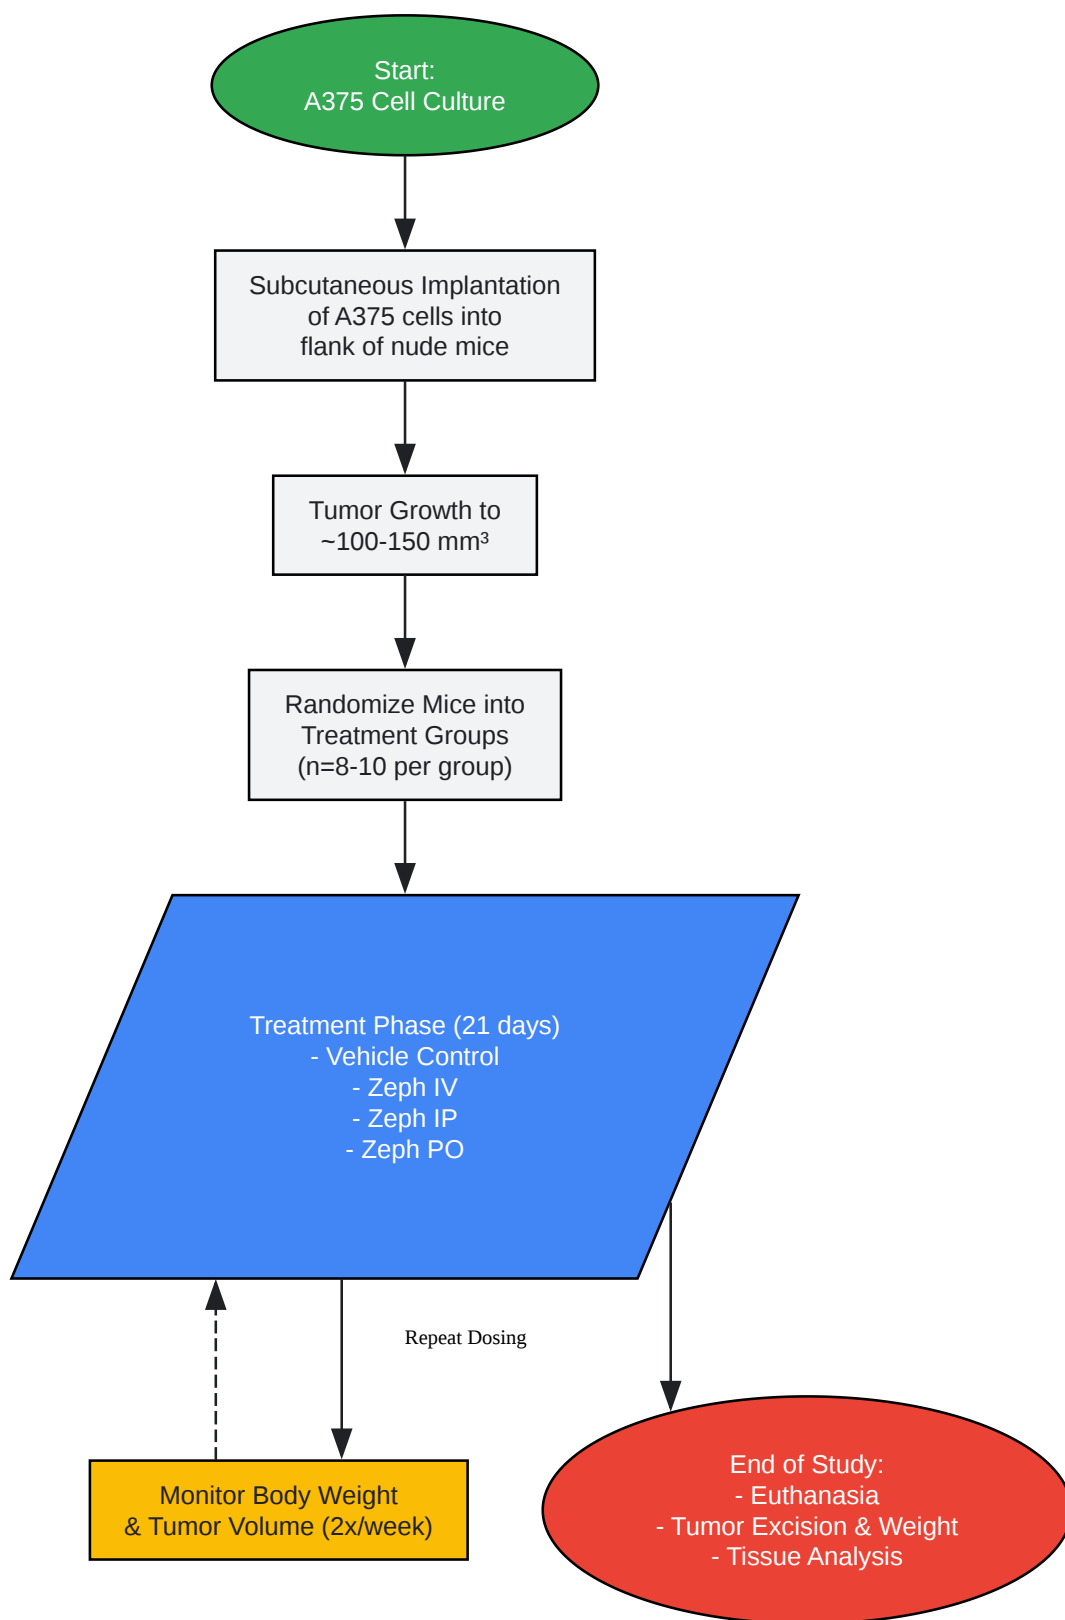 Start:
A375 Cell Culture
Subcutaneous Implantation
of A375 cells into
flank of nude mice
Tumor Growth to
~100-150 mm³
Randomize Mice into
Treatment Groups
(n=8-10 per group)
Treatment Phase (21 days)
- Vehicle Control
- Zeph IV
- Zeph IP
- Zeph PO
Repeat Dosing
Monitor Body Weight
& Tumor Volume (2x/week)
End of Study:
- Euthanasia
- Tumor Excision & Weight
- Tissue Analysis